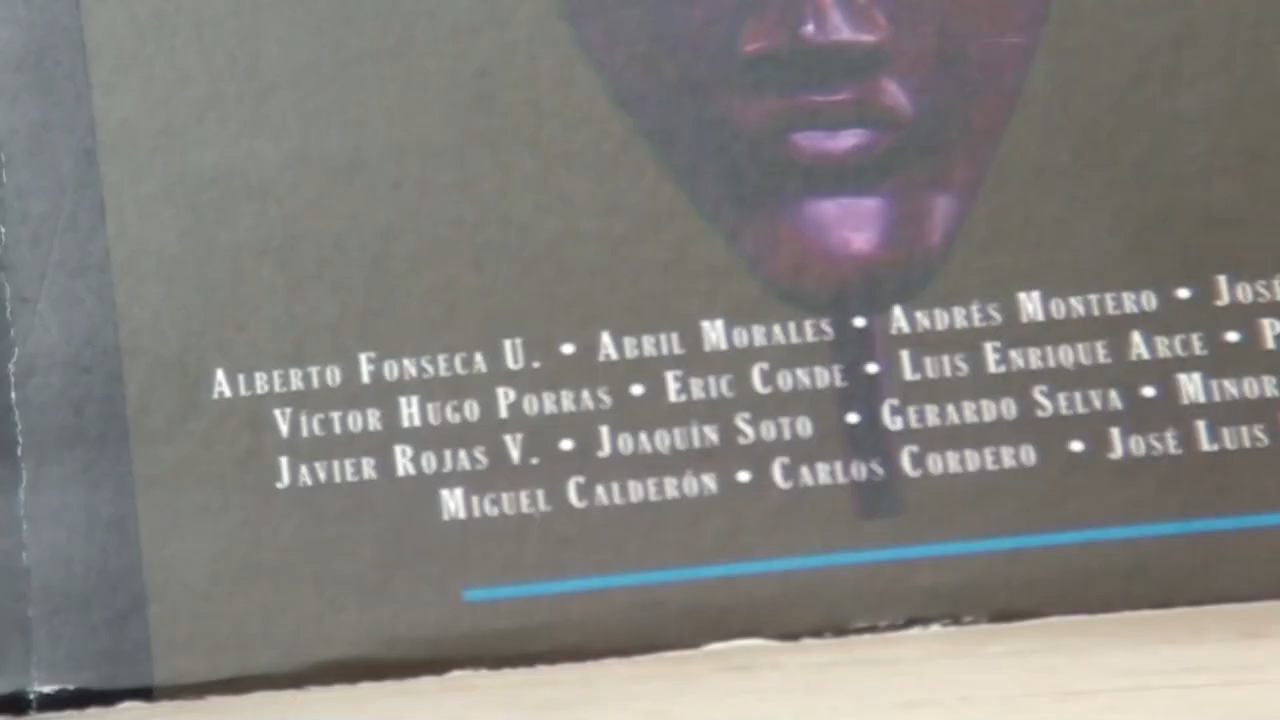 Alberto Fonseca U. • Abril Morales • Andrés Montero • José
Víctor Hugo Porras • Eric Conde • Luis Enrique Arce •
Javier Rojas V. • Joaquín Soto • Gerardo Selva • Minor
Miguel Calderón • Carlos Cordero • José Luis